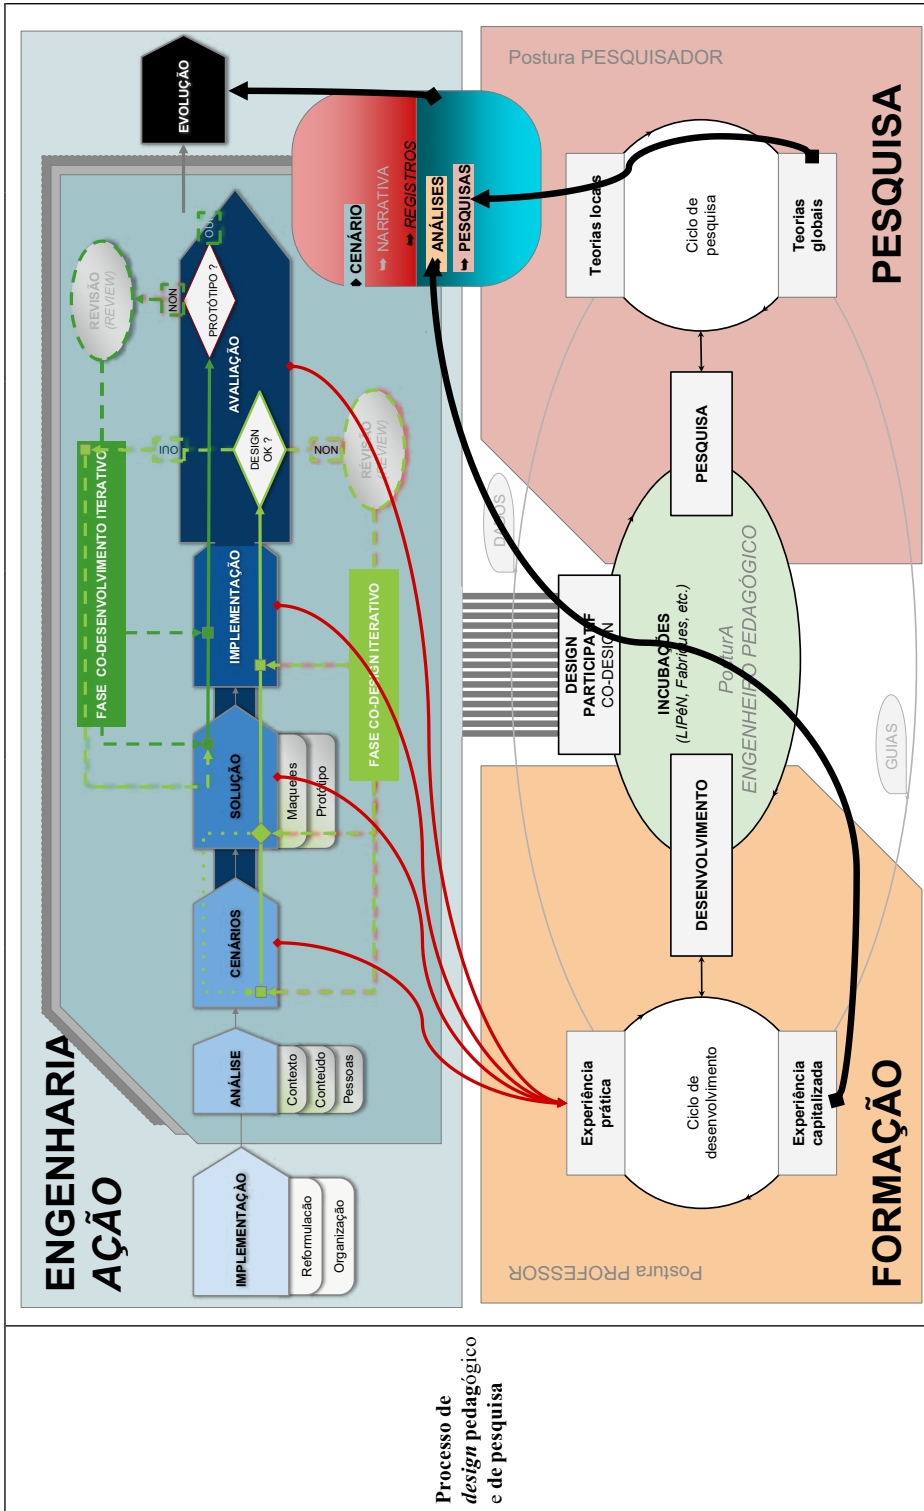 Processo de
design pedagógico
e de pesquisa
ENGENHARIA
AÇÃO
IMPLEMENTAÇÃO
Reformulacão
Organização
ANÁLISE
Contexto
Conteúdo
Pessoas
CENÁRIOS
SOLUÇÃO
Maquetes
Protótipo
IMPLEMENTAÇÃO
AVALIAÇÃO
DESIGN
OK ?
PROTÓTIPO ?
OUI
NON
OUI
NON
REVISÃO
(REVIEW)
RÉVISÃO
(REVIEW)
FASE CO-DESENVOLVIMENTO ITERATIVO
FASE CO-DESIGN ITERATIVO
EVOLUÇÃO
CENÁRIO
➡ NARRATIVA
➡ REGISTROS
➡ ANÁLISES
➡ PESQUISAS
FORMAÇÃO
Postura PROFESSOR
Experiência
prática
Ciclo de
desenvolvimento
Experiência
capitalizada
DESENVOLVIMENTO
DESIGN
PARTICIPATIF
CO-DESIGN
INCUBAÇÕES
(LIPéN, Fabriques, etc.)
PosturA
ENGENHEIRO PEDAGÓGICO
DADOS
GUIAS
PESQUISA
PESQUISA
Postura PESQUISADOR
Teorias locais
Ciclo de
pesquisa
Teorias
globais